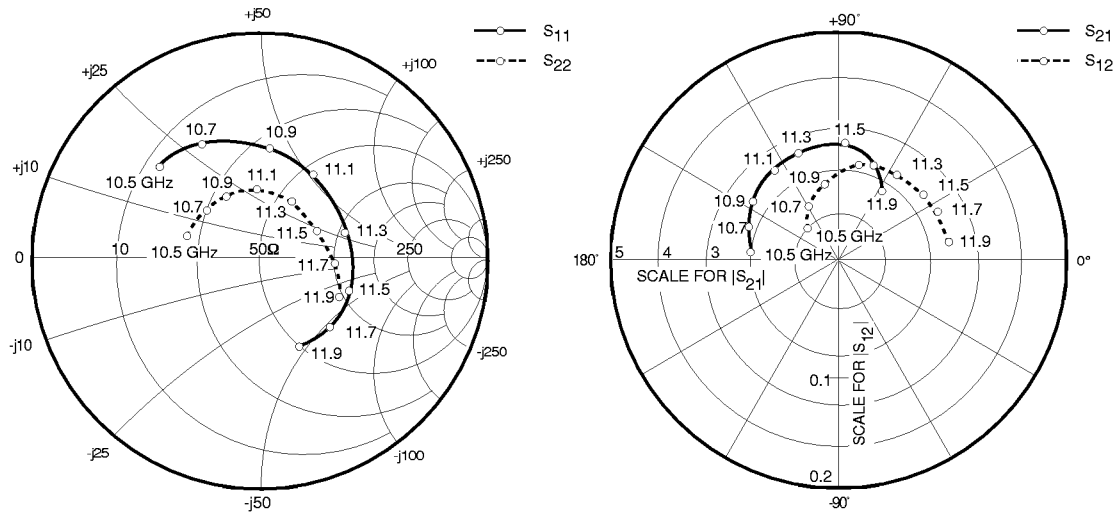 +j50
S11
S22
+j25
+j100
+j10
+j250
10.7
10.9
10.5 GHz
10.9
11.1
11.1
10.7
11.3
10.5 GHz
11.5
11.3
0
10
50Ω
250
11.7
11.9
11.5
11.7
11.9
-j10
-j250
-j25
-j100
-j50
+90°
S21
S12
11.3
11.5
11.1
11.3
10.9
11.5
10.9
10.7
11.9
11.7
10.7
10.5 GHz
10.5 GHz
11.9
180°
5
4
3
0°
SCALE FOR |S21|
SCALE FOR |S12|
0.1
0.2
-90°